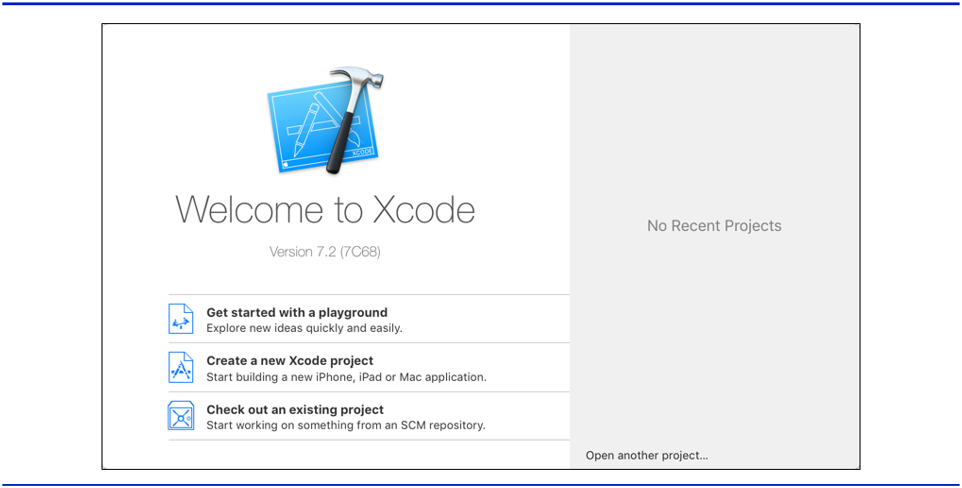 XCODE
Welcome to Xcode
Version 7.2 (7C68)
Get started with a playground
Explore new ideas quickly and easily.
Create a new Xcode project
Start building a new iPhone, iPad or Mac application.
Check out an existing project
Start working on something from an SCM repository.
No Recent Projects
Open another project...